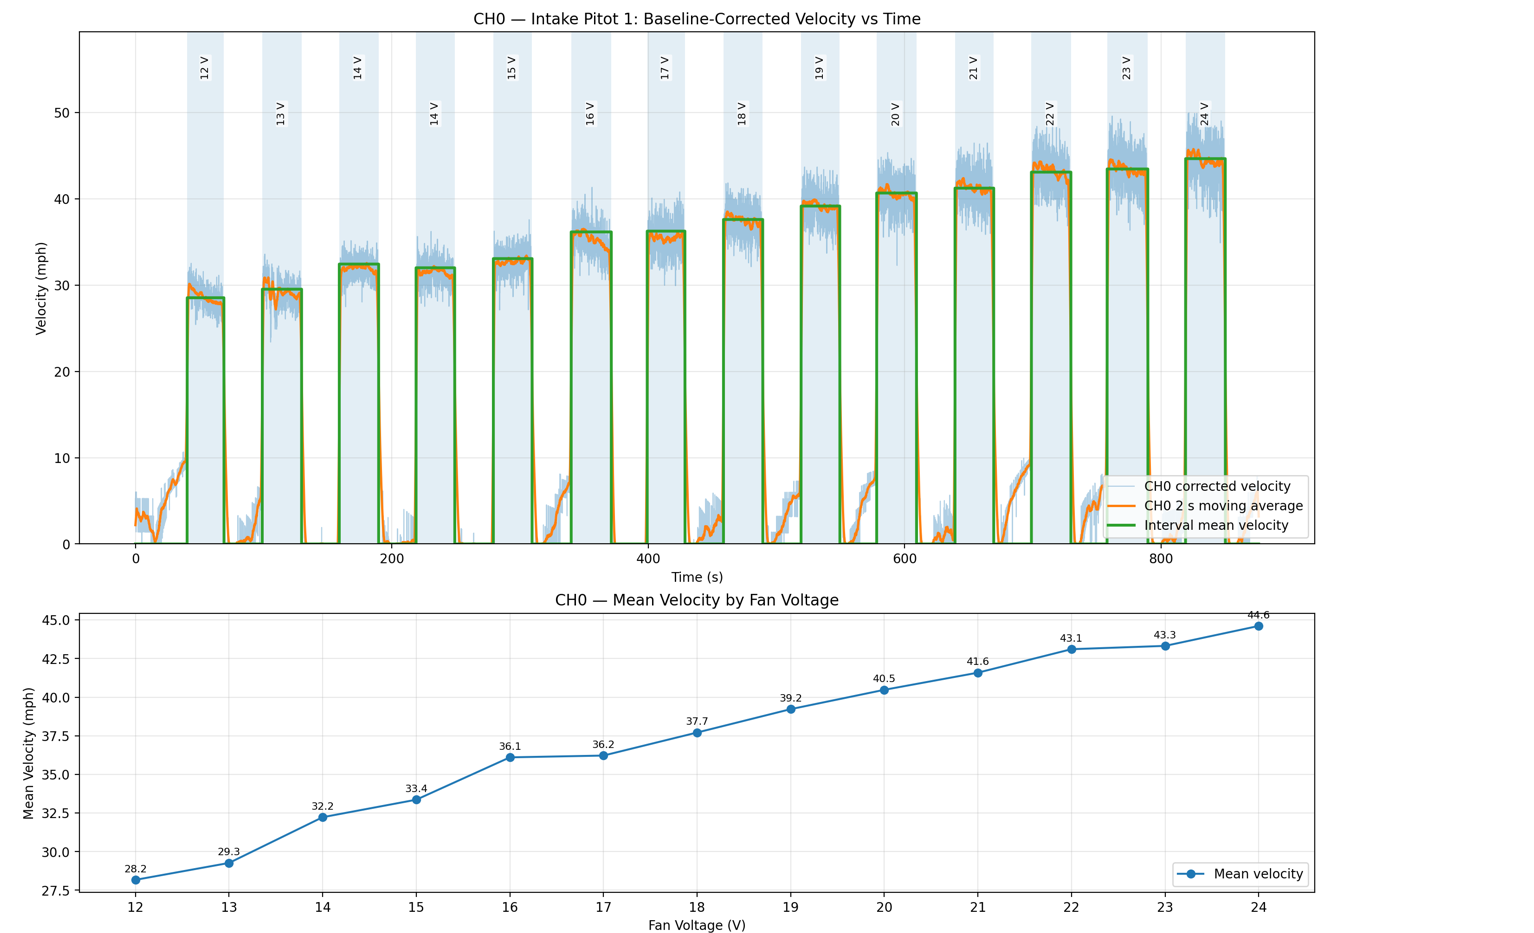 CH0 — Intake Pitot 1: Baseline-Corrected Velocity vs Time
12 V
13 V
14 V
14 V
15 V
16 V
17 V
18 V
19 V
20 V
21 V
22 V
23 V
24 V
50
40
30
20
10
0
Velocity (mph)
CH0 corrected velocity
CH0 2 s moving average
Interval mean velocity
0 200 400 600 800
Time (s)
CH0 — Mean Velocity by Fan Voltage
45.0
42.5
40.0
37.5
35.0
32.5
30.0
27.5
Mean Velocity (mph)
28.2
29.3
32.2
33.4
36.1
36.2
37.7
39.2
40.5
41.6
43.1
43.3
44.6
Mean velocity
12 13 14 15 16 17 18 19 20 21 22 23 24
Fan Voltage (V)